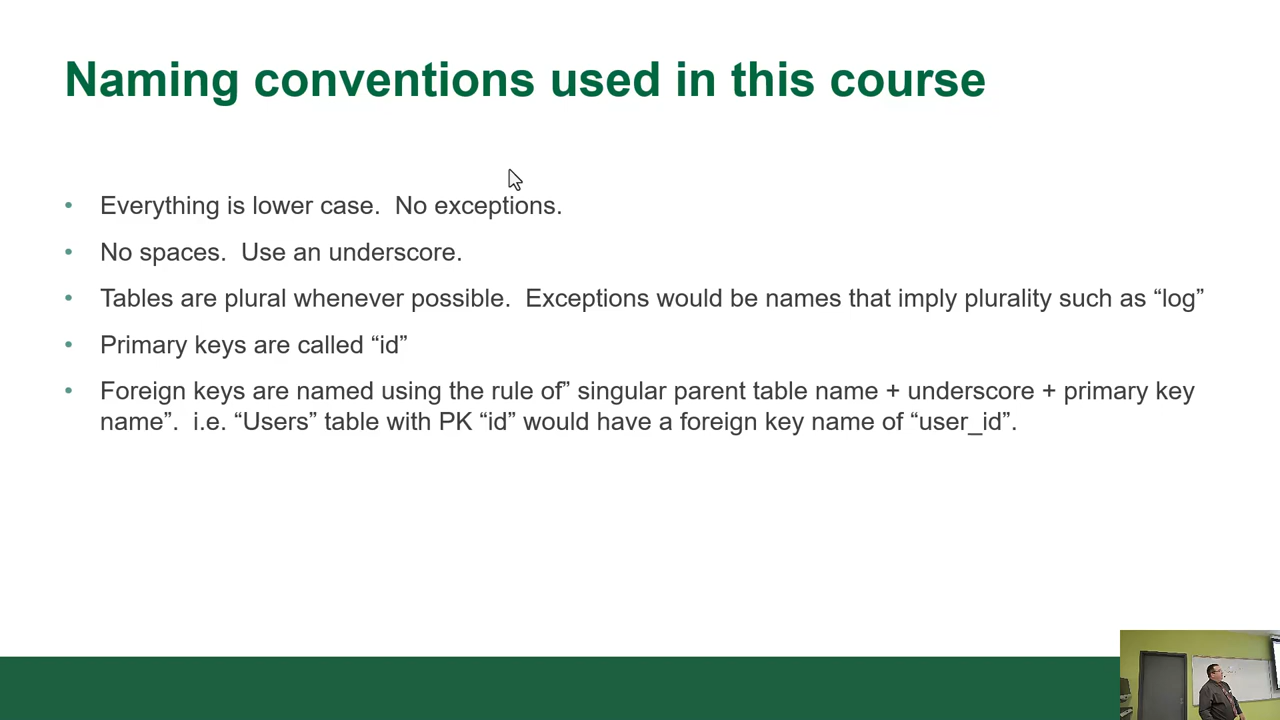 Naming conventions used in this course
• Everything is lower case.  No exceptions.
• No spaces.  Use an underscore.
• Tables are plural whenever possible.  Exceptions would be names that imply plurality such as “log”
• Primary keys are called “id”
• Foreign keys are named using the rule of” singular parent table name + underscore + primary key
name”.  i.e. “Users” table with PK “id” would have a foreign key name of “user_id”.